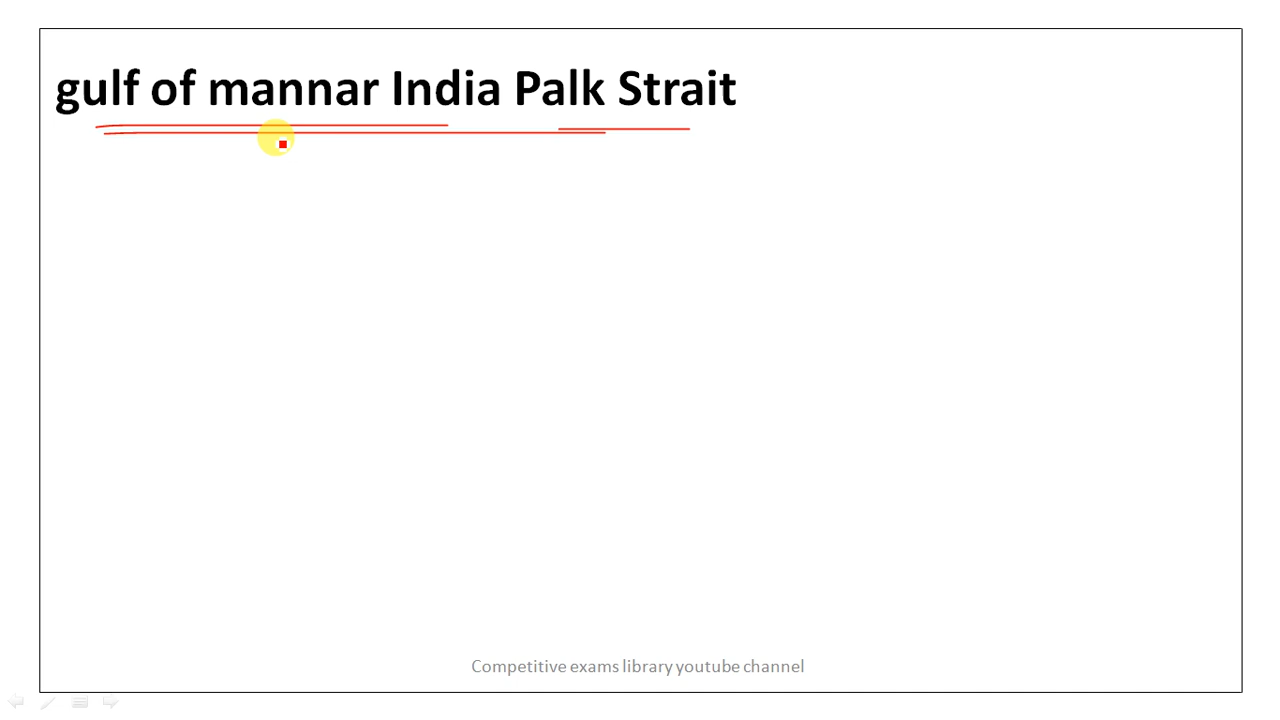 gulf of mannar India Palk Strait
Competitive exams library youtube channel